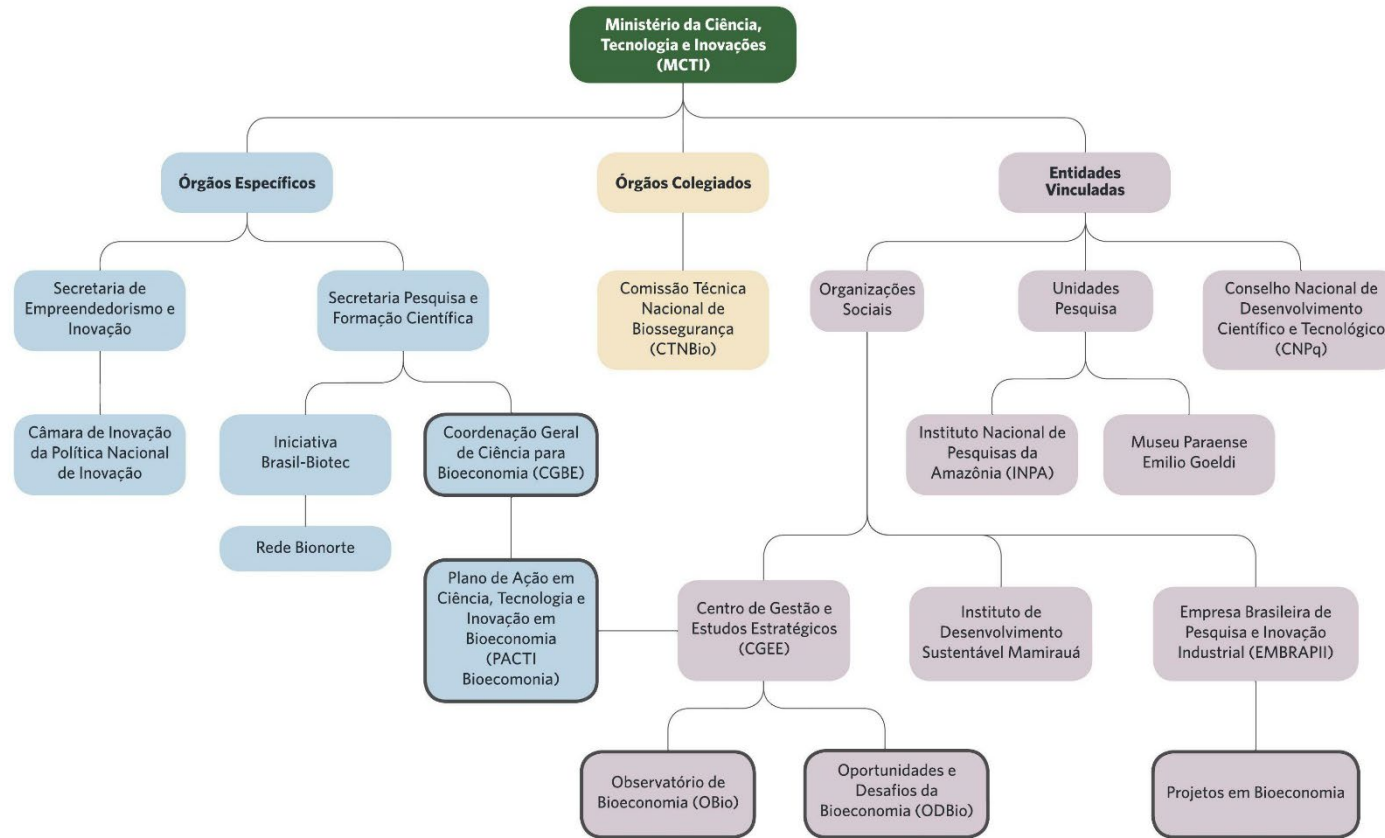 Ministério da Ciência,
Tecnologia e Inovações
(MCTI)
Órgãos Específicos
Órgãos Colegiados
Entidades
Vinculadas
Secretaria de
Empreendedorismo e
Inovação
Secretaria Pesquisa e
Formação Científica
Comissão Técnica
Nacional de
Biossegurança
(CTNBio)
Organizações
Sociais
Unidades
Pesquisa
Conselho Nacional de
Desenvolvimento
Científico e Tecnológico
(CNPq)
Câmara de Inovação
da Política Nacional
de Inovação
Iniciativa
Brasil-Biotec
Coordenação Geral
de Ciência para
Bioeconomia (CGBE)
Instituto Nacional de
Pesquisas da
Amazônia (INPA)
Museu Paraense
Emilio Goeldi
Rede Bionorte
Plano de Ação em
Ciência, Tecnologia e
Inovação em
Bioeconomia
(PACTI
Bioecomonia)
Centro de Gestão e
Estudos Estratégicos
(CGEE)
Instituto de
Desenvolvimento
Sustentável Mamirauá
Empresa Brasileira de
Pesquisa e Inovação
Industrial (EMBRAPII)
Observatório de
Bioeconomia (OBio)
Oportunidades e
Desafios da
Bioeconomia (ODBio)
Projetos em Bioeconomia